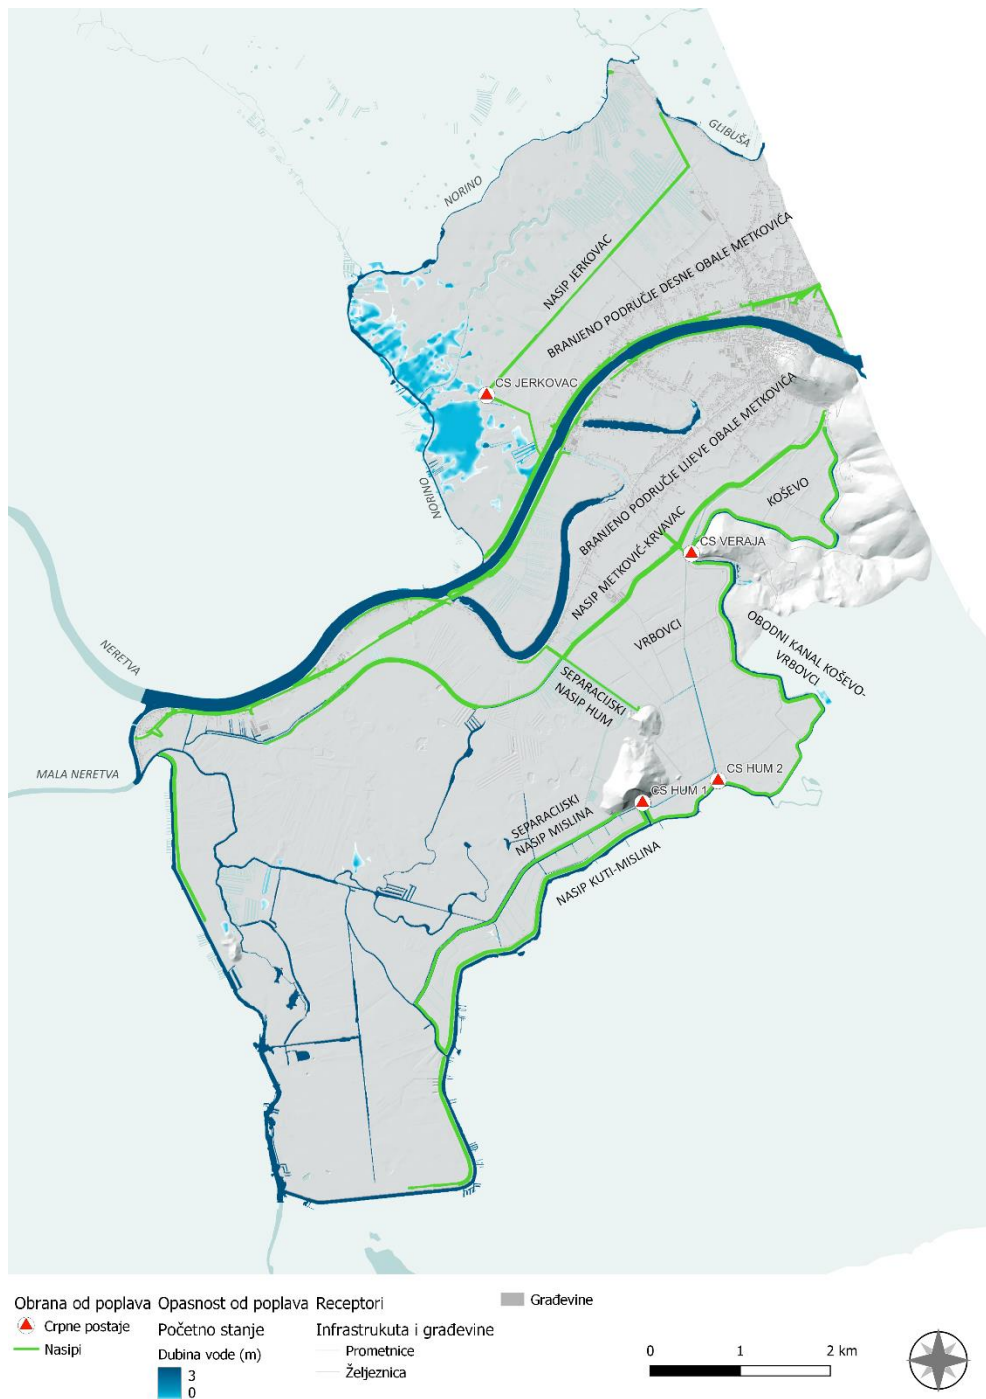 GLIBUŠA
NORINO
NASIP JERKOVAC
BRANJENO PODRUČJE DESNE OBALE METKOVIĆA
CS JERKOVAC
BRANJENO PODRUČJE LIJEVE OBALE METKOVIĆA
KOŠEVO
NORINO
NASIP METKOVIĆ-KRVAVAC
CS VERAJA
OBODNI KANAL KOŠEVO-
VRBOVCI
VRBOVCI
NERETVA
SEPARACIJSKI
NASIP HUM
MALA NERETVA
CS HUM 2
CS HUM 1
SEPARACIJSKI
NASIP MISLINA
NASIP KUTI-MISLINA
Obrana od poplava
Crpne postaje
Nasipi
Opasnost od poplava
Početno stanje
Dubina vode (m)
3
0
Receptori
Infrastrukuta i građevine
Prometnice
Željeznica
Građevine
0 1 2 km